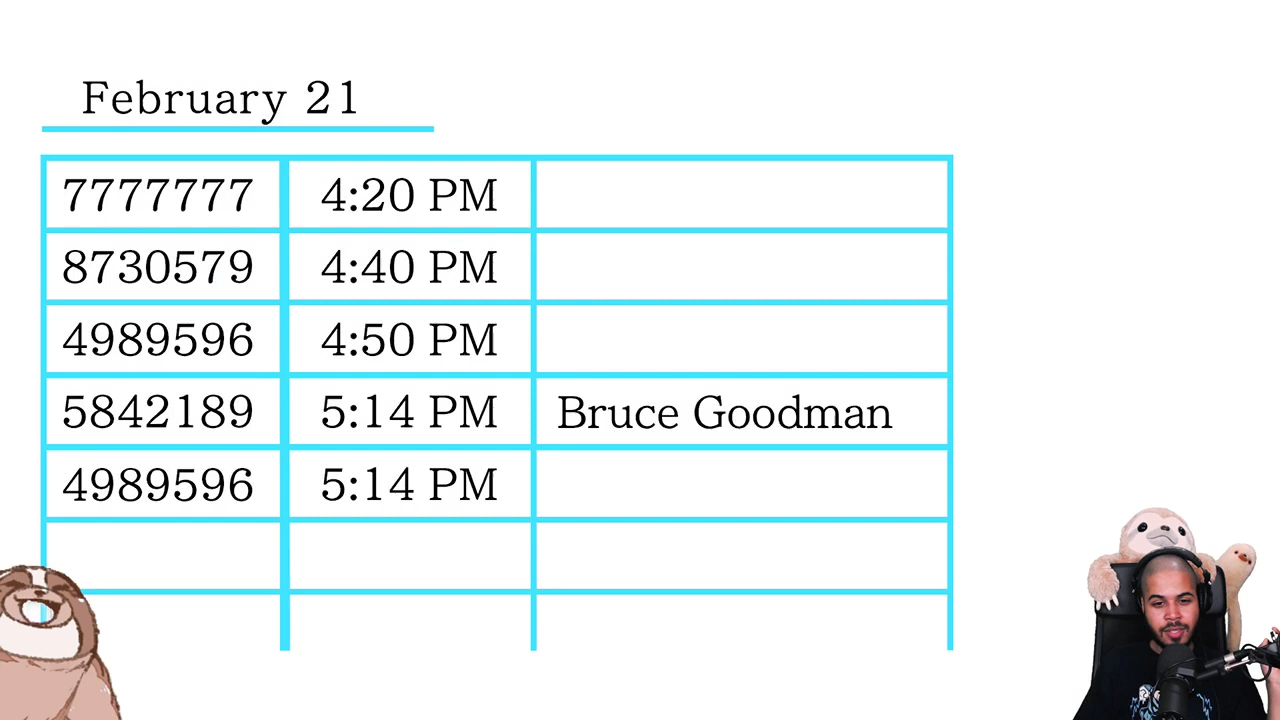 February 21
7777777 4:20 PM
8730579 4:40 PM
4989596 4:50 PM
5842189 5:14 PM Bruce Goodman
4989596 5:14 PM